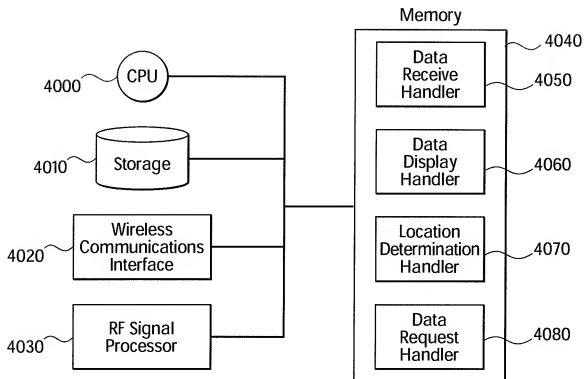 Memory
4040
CPU
4000
Data
Receive
Handler
4050
4010
Storage
Data
Display
Handler
4060
Wireless
Communications
Interface
4020
Location
Determination
Handler
4070
RF Signal
Processor
4030
Data
Request
Handler
4080